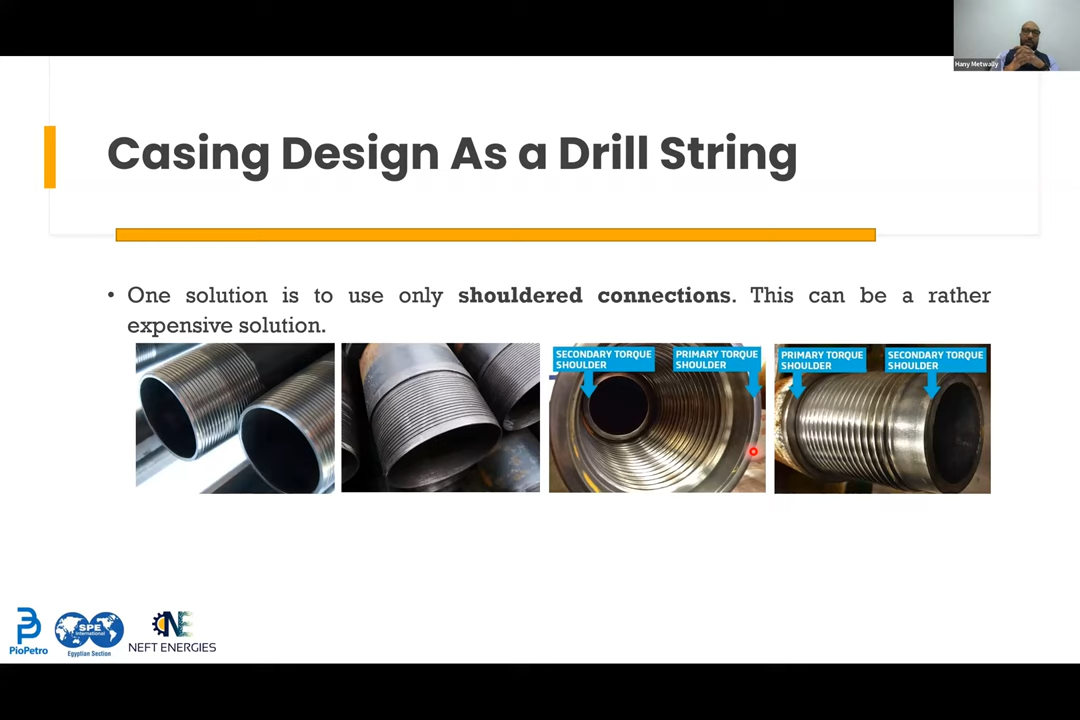 Hany Metwally
Casing Design As a Drill String
• One solution is to use only shouldered connections. This can be a rather
expensive solution.
SECONDARY TORQUE
SHOULDER
PRIMARY TORQUE
SHOULDER
PRIMARY TORQUE
SHOULDER
SECONDARY TORQUE
SHOULDER
PioPetro
SPE
International
Egyptian Section
NE
NEFT ENERGIES